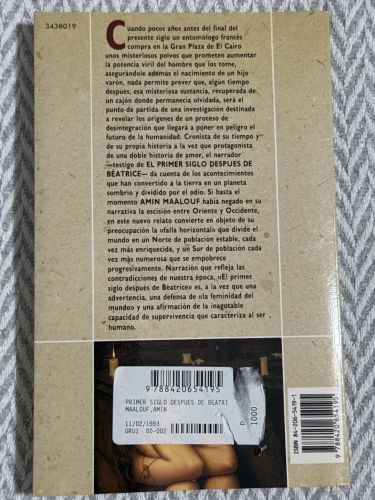 3438019
Cuando pocos años antes del final del
presente siglo un entomólogo francés
compra en la Gran Plaza de El Cairo
unos misteriosos polvos que prometen aumentar
la potencia viril del hombre que los tome,
asegurándole además el nacimiento de un hijo
varón, nada permite prever que, algún tiempo
después, esa misteriosa sustancia, recuperada de
un cajón donde permanecía olvidada, será el
punto de partida de una investigación destinada
a revelar los orígenes de un proceso de
desintegración que llegará a poner en peligro el
futuro de la humanidad. Cronista de su tiempo y
de su propia historia a la vez que protagonista
de una doble historia de amor, el narrador
—testigo de EL PRIMER SIGLO DESPUES DE
BÉATRICE— da cuenta de los acontecimientos
que han convertido a la tierra en un planeta
sombrío y dividido por el odio. Si hasta el
momento AMIN MAALOUF había negado en su
narrativa la escisión entre Oriente y Occidente,
en este nuevo relato convierte en objeto de su
preocupación la «falla horizontal» que divide el
mundo en un Norte de población estable, cada
vez más enriquecida, y un Sur de población cada
vez más numerosa que se empobrece
progresivamente. Narración que refleja las
contradicciones de nuestra época, «El primer
siglo después de Béatrice» es, a la vez que una
advertencia, una defensa de «la feminidad del
mundo» y una afirmación de la inagotable
capacidad de supervivencia que caracteriza al ser
humano.
9 788420 654195
PRIMER SIGLO DESPUES DE BEATRI
MAALOUF,AMIN
11/02/1993
GRUI 00-002
P
1000
ISBN 84-206-5419-1
9 788420 654195